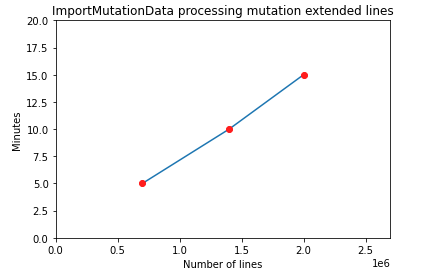 ImportMutationData processing mutation extended lines
20.0
17.5
15.0
12.5
10.0
7.5
5.0
2.5
0.0
Minutes
0.0 0.5 1.0 1.5 2.0 2.5
1e6
Number of lines